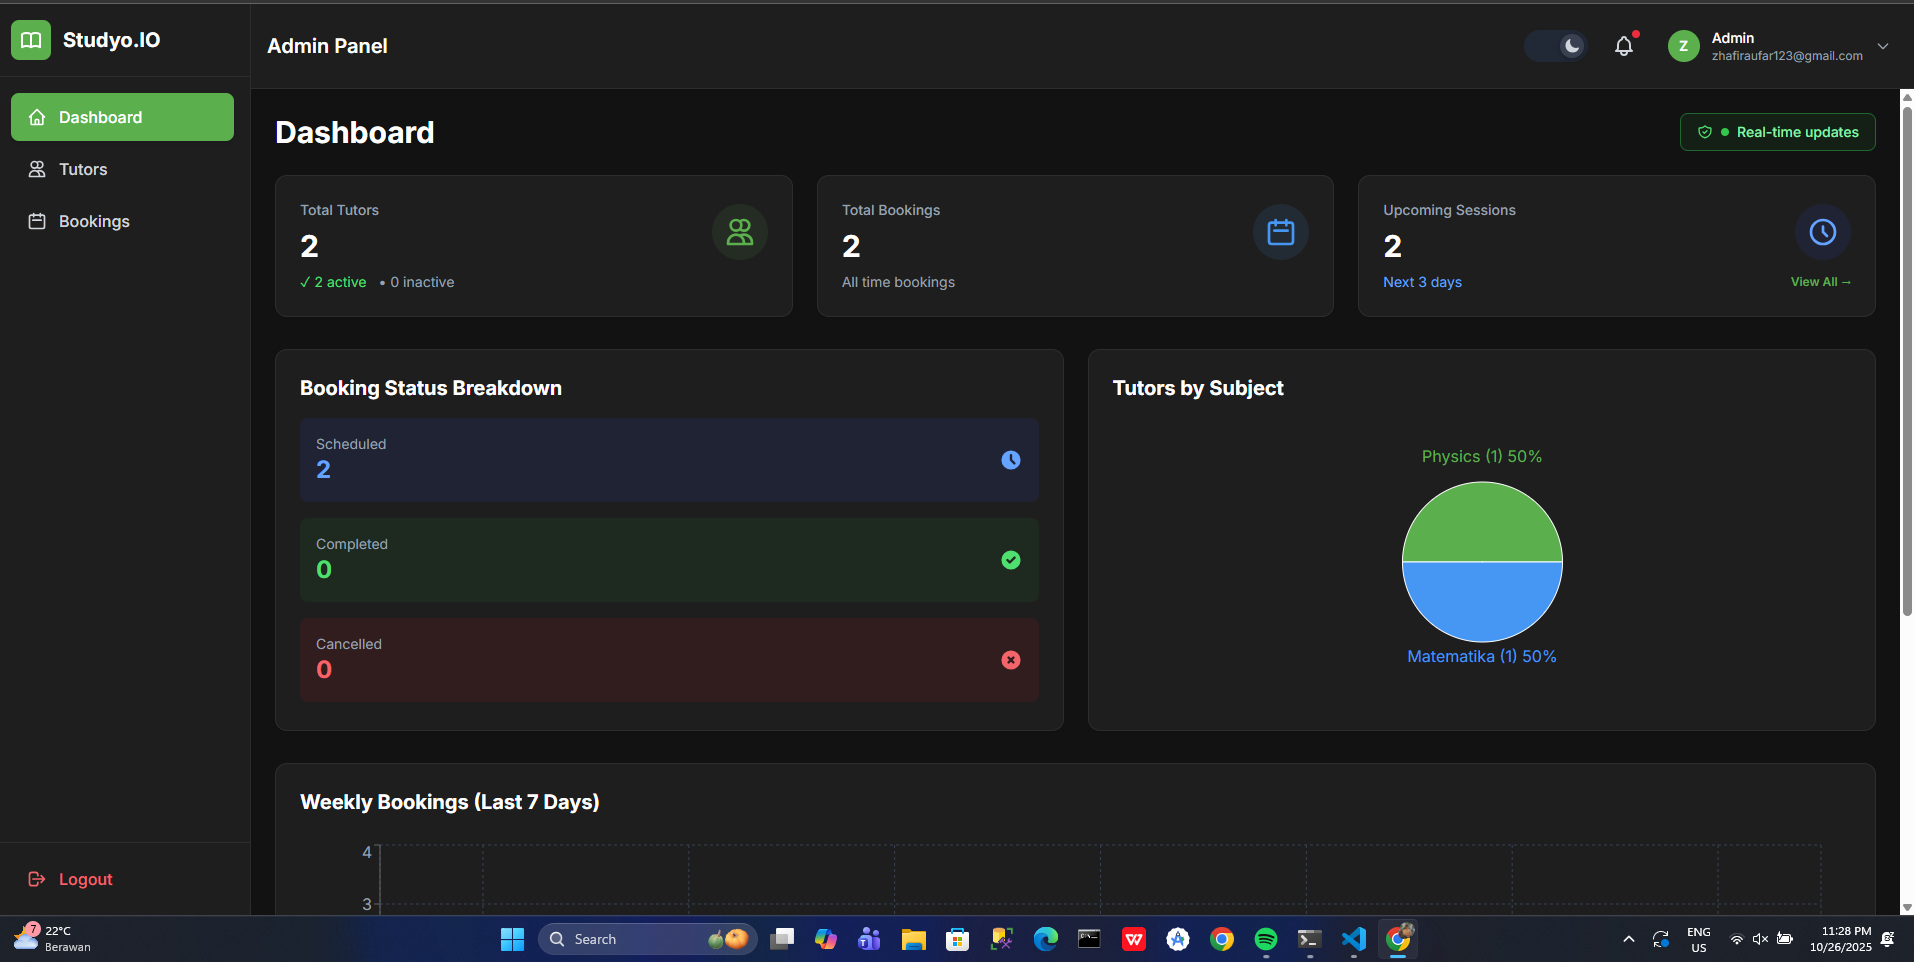 Studyo.IO
Admin Panel
Z
Admin
zhafiraufar123@gmail.com
Dashboard
Tutors
Bookings
Logout
Dashboard
Real-time updates
Total Tutors
2
✓ 2 active • 0 inactive
Total Bookings
2
All time bookings
Upcoming Sessions
2
Next 3 days
View All →
Booking Status Breakdown
Scheduled
2
Completed
0
Cancelled
0
Tutors by Subject
Physics (1) 50%
Matematika (1) 50%
Weekly Bookings (Last 7 Days)
4
3
7
22°C
Berawan
Search
ENG
US
11:28 PM
10/26/2025